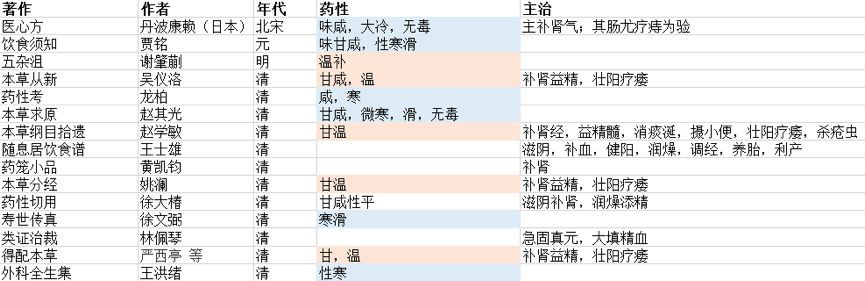 著作 作者 年代 药性 主治
医心方 丹波康赖（日本） 北宋 味咸，大冷，无毒 主补肾气；其肠尤疗痔为验
饮食须知 贾铭 元 味甘咸，性寒滑
五杂沮 谢肇蒯 明 温补
本草从新 吴仪洛 清 甘咸，温 补肾益精，壮阳疗痿
药性考 龙柏 清 咸，寒
本草求原 赵其光 清 甘咸，微寒，滑，无毒
本草纲目拾遗 赵学敏 清 甘温 补肾经，益精髓，消痰涎，摄小便，壮阳疗痿，杀疮虫
随息居饮食谱 王士雄 清 滋阴，补血，健阳，润燥，调经，养胎，利产
药笼小品 黄凯钧 清 补肾
本草分经 姚澜 清 甘温 补肾益精，壮阳疗痿
药性切用 徐大椿 清 甘咸性平 滋阴补肾，润燥添精
寿世传真 徐文弼 清 寒滑
类证治裁 林佩琴 清 急固真元，大填精血
得配本草 严西亭 等 清 甘，温 补肾益精，壮阳疗痿
外科全生集 王洪绪 清 性寒